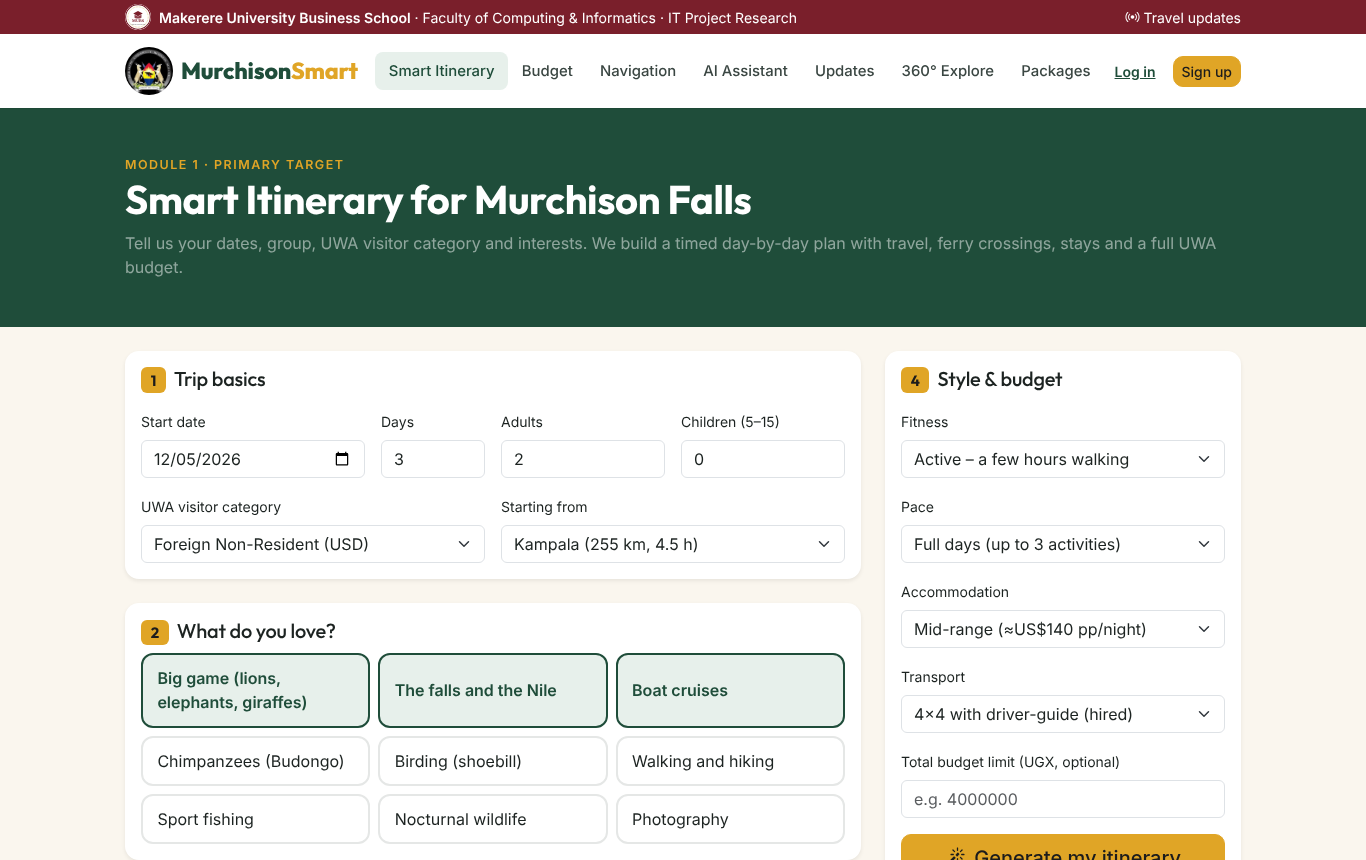 Makerere University Business School · Faculty of Computing & Informatics · IT Project Research
Travel updates
MurchisonSmart
Smart Itinerary
Budget
Navigation
AI Assistant
Updates
360° Explore
Packages
Log in
Sign up
MODULE 1 · PRIMARY TARGET
Smart Itinerary for Murchison Falls
Tell us your dates, group, UWA visitor category and interests. We build a timed day-by-day plan with travel, ferry crossings, stays and a full UWA
budget.
1 Trip basics
Start date
Days
Adults
Children (5–15)
12/05/2026
3
2
0
UWA visitor category
Starting from
Foreign Non-Resident (USD)
Kampala (255 km, 4.5 h)
2 What do you love?
Big game (lions,
elephants, giraffes)
The falls and the Nile
Boat cruises
Chimpanzees (Budongo)
Birding (shoebill)
Walking and hiking
Sport fishing
Nocturnal wildlife
Photography
4 Style & budget
Fitness
Active – a few hours walking
Pace
Full days (up to 3 activities)
Accommodation
Mid-range (≈US$140 pp/night)
Transport
4×4 with driver-guide (hired)
Total budget limit (UGX, optional)
e.g. 4000000
Generate my itinerary